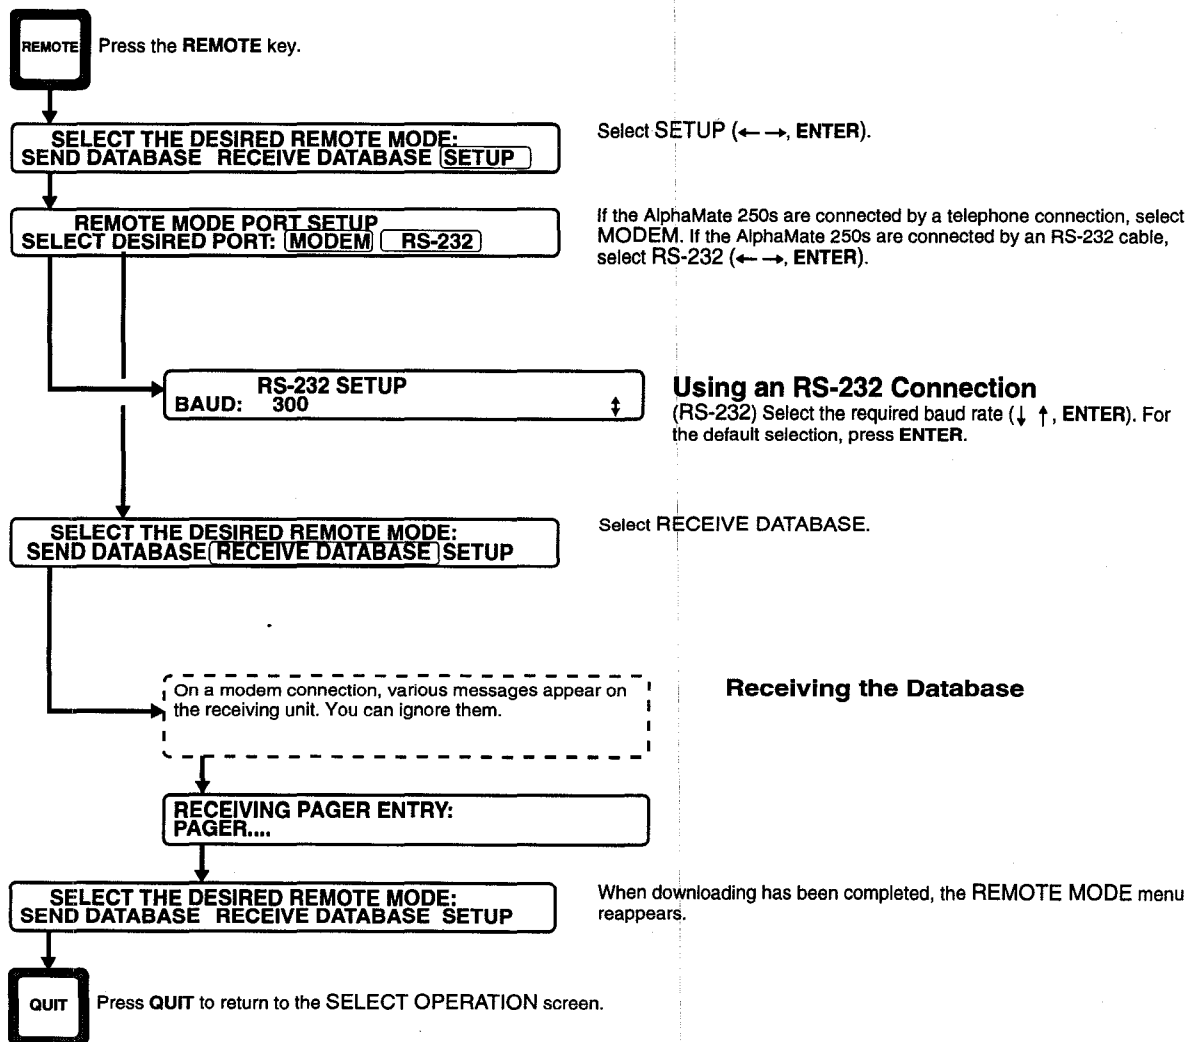 REMOTE
Press the REMOTE key.
SELECT THE DESIRED REMOTE MODE:
SEND DATABASE RECEIVE DATABASE SETUP
Select SETUP (← →, ENTER).
REMOTE MODE PORT SETUP
SELECT DESIRED PORT: MODEM RS-232
If the AlphaMate 250s are connected by a telephone connection, select
MODEM. If the AlphaMate 250s are connected by an RS-232 cable,
select RS-232 (← →, ENTER).
RS-232 SETUP
BAUD: 300 ↕
Using an RS-232 Connection
(RS-232) Select the required baud rate (↓ ↑, ENTER). For
the default selection, press ENTER.
SELECT THE DESIRED REMOTE MODE:
SEND DATABASE RECEIVE DATABASE SETUP
Select RECEIVE DATABASE.
On a modem connection, various messages appear on
the receiving unit. You can ignore them.
Receiving the Database
RECEIVING PAGER ENTRY:
PAGER....
SELECT THE DESIRED REMOTE MODE:
SEND DATABASE RECEIVE DATABASE SETUP
When downloading has been completed, the REMOTE MODE menu
reappears.
QUIT
Press QUIT to return to the SELECT OPERATION screen.